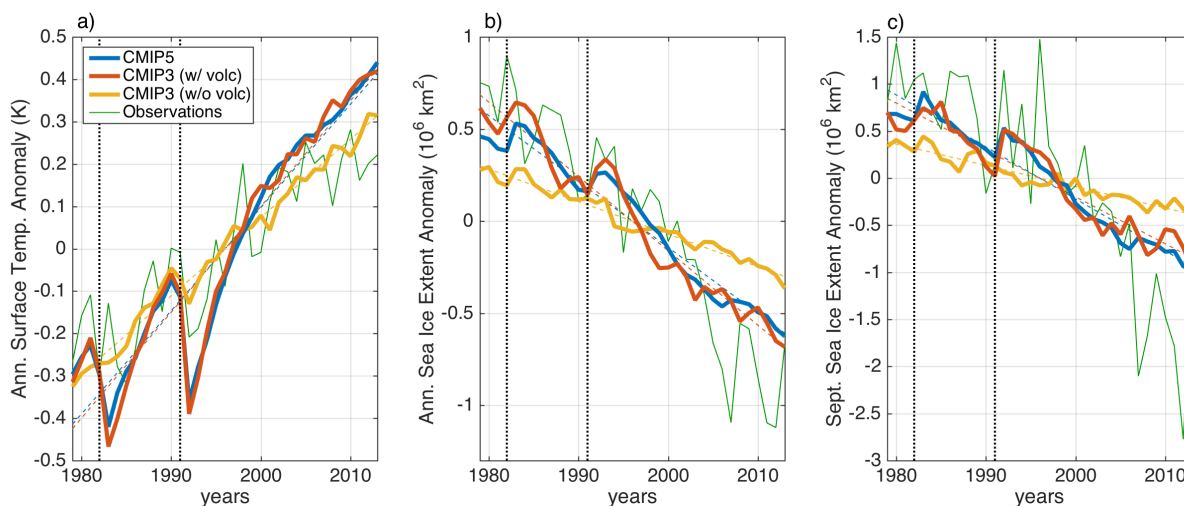 a)
0.5
0.4
0.3
0.2
0.1
0
-0.1
-0.2
-0.3
-0.4
-0.5
Ann. Surface Temp. Anomaly (K)
CMIP5
CMIP3 (w/ volc)
CMIP3 (w/o volc)
Observations
1980 1990 2000 2010
years
b)
1
0.5
0
-0.5
-1
Ann. Sea Ice Extent Anomaly (10⁶ km²)
1980 1990 2000 2010
years
c)
1.5
1
0.5
0
-0.5
-1
-1.5
-2
-2.5
-3
Sept. Sea Ice Extent Anomaly (10⁶ km²)
1980 1990 2000 2010
years